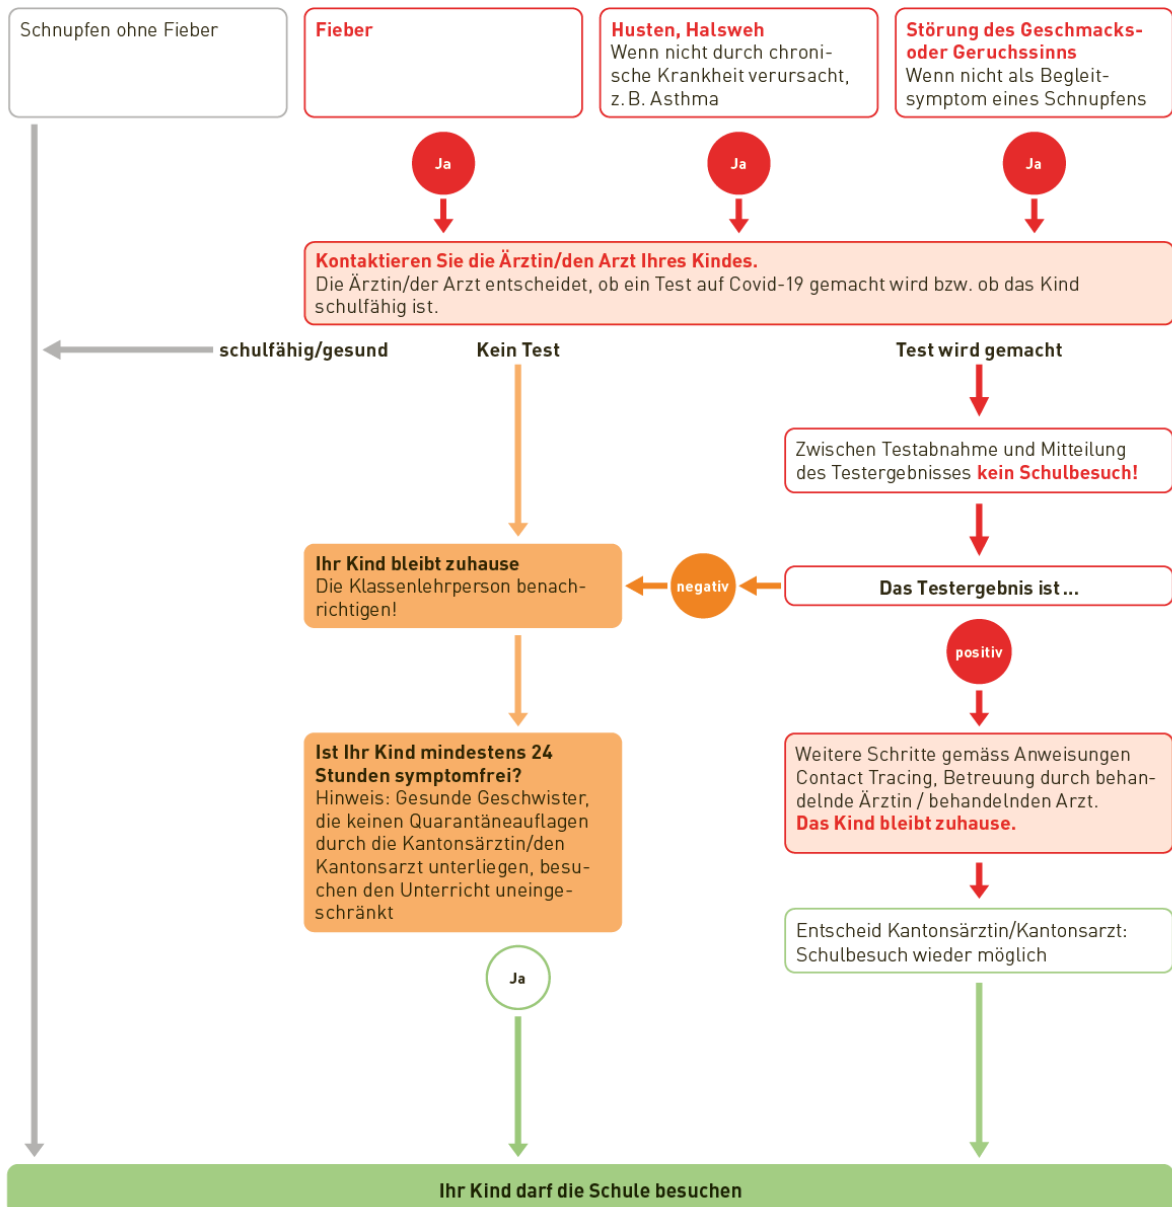 Schnupfen ohne Fieber
Fieber
Husten, Halsweh
Wenn nicht durch chroni-
sche Krankheit verursacht,
z. B. Asthma
Störung des Geschmacks-
oder Geruchssinns
Wenn nicht als Begleit-
symptom eines Schnupfens
Ja
Ja
Ja
Kontaktieren Sie die Ärztin/den Arzt Ihres Kindes.
Die Ärztin/der Arzt entscheidet, ob ein Test auf Covid-19 gemacht wird bzw. ob das Kind
schulfähig ist.
schulfähig/gesund
Kein Test
Test wird gemacht
Zwischen Testabnahme und Mitteilung
des Testergebnisses kein Schulbesuch!
Ihr Kind bleibt zuhause
Die Klassenlehrperson benach-
richtigen!
negativ
Das Testergebnis ist ...
positiv
Ist Ihr Kind mindestens 24
Stunden symptomfrei?
Hinweis: Gesunde Geschwister,
die keinen Quarantäneauflagen
durch die Kantonsärztin/den
Kantonsarzt unterliegen, besu-
chen den Unterricht uneinge-
schränkt
Weitere Schritte gemäss Anweisungen
Contact Tracing, Betreuung durch behan-
delnde Ärztin / behandelnden Arzt.
Das Kind bleibt zuhause.
Entscheid Kantonsärztin/Kantonsarzt:
Schulbesuch wieder möglich
Ja
Ihr Kind darf die Schule besuchen